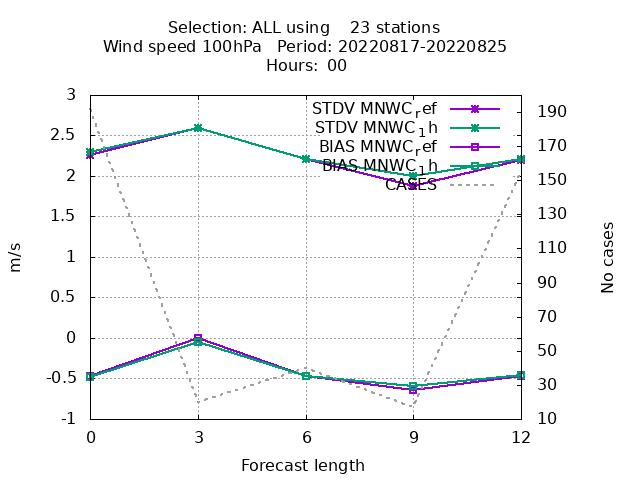 Selection: ALL using    23 stations
Wind speed 100hPa   Period: 20220817-20220825
Hours:  00
STDV MNWC_ref
STDV MNWC_1h
BIAS MNWC_ref
BIAS MNWC_1h
CASES
3
2.5
2
1.5
1
0.5
0
-0.5
-1
m/s
190
170
150
130
110
90
70
50
30
10
No cases
0 3 6 9 12
Forecast length